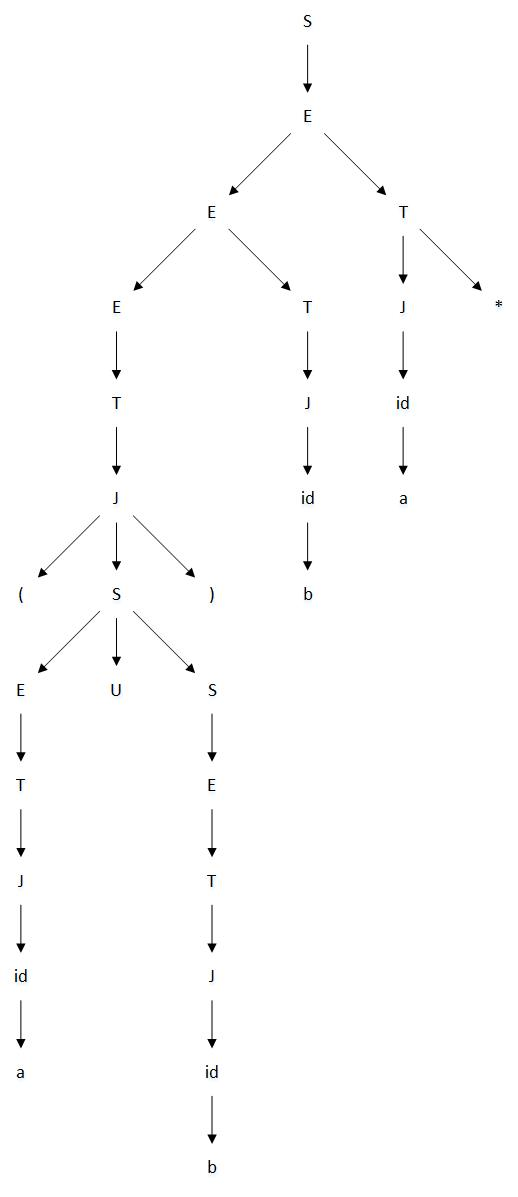 S
E
E T
E T J *
T J id
J id a
( S ) b
E U S
T E
J T
id J
a id
b